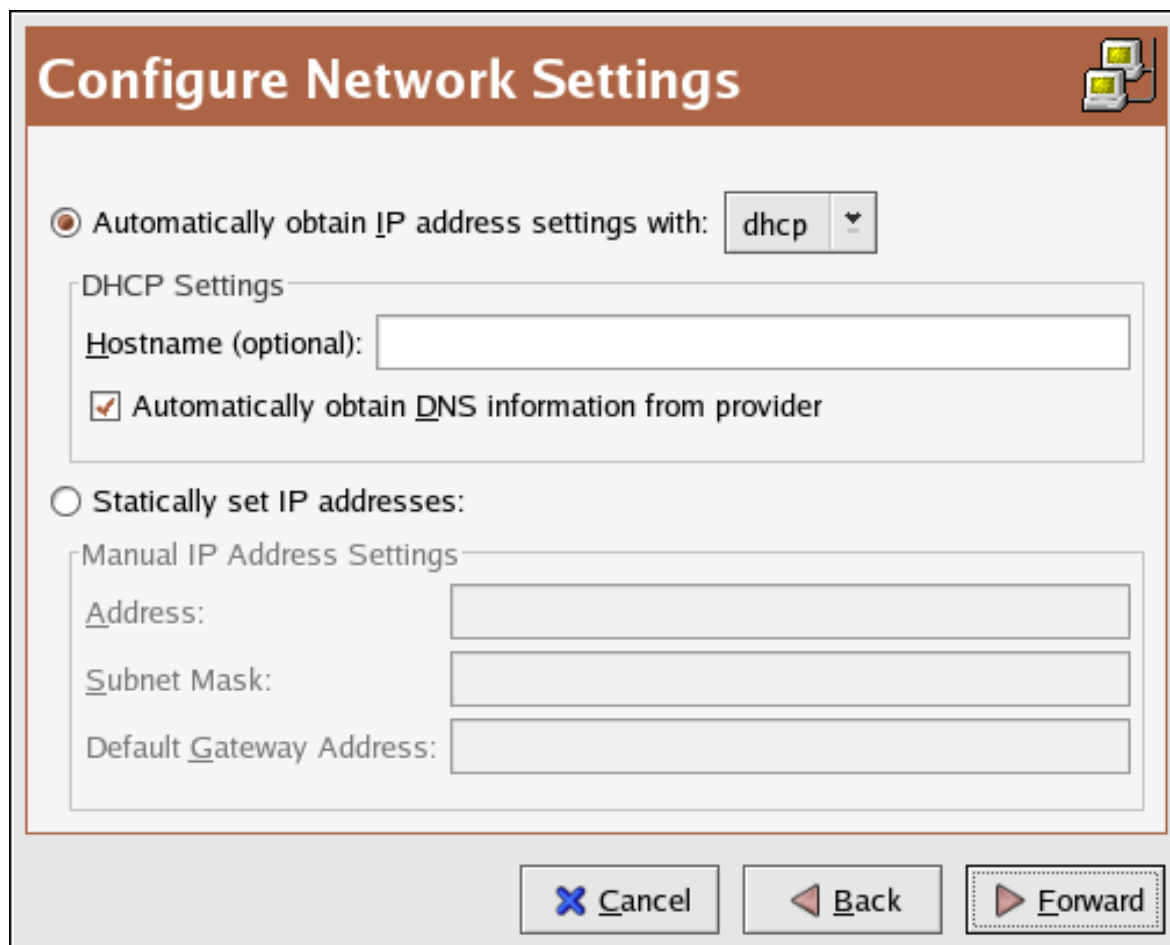 Configure Network Settings
Automatically obtain IP address settings with: dhcp
DHCP Settings
Hostname (optional):
Automatically obtain DNS information from provider
Statically set IP addresses:
Manual IP Address Settings
Address:
Subnet Mask:
Default Gateway Address:
Cancel Back Forward